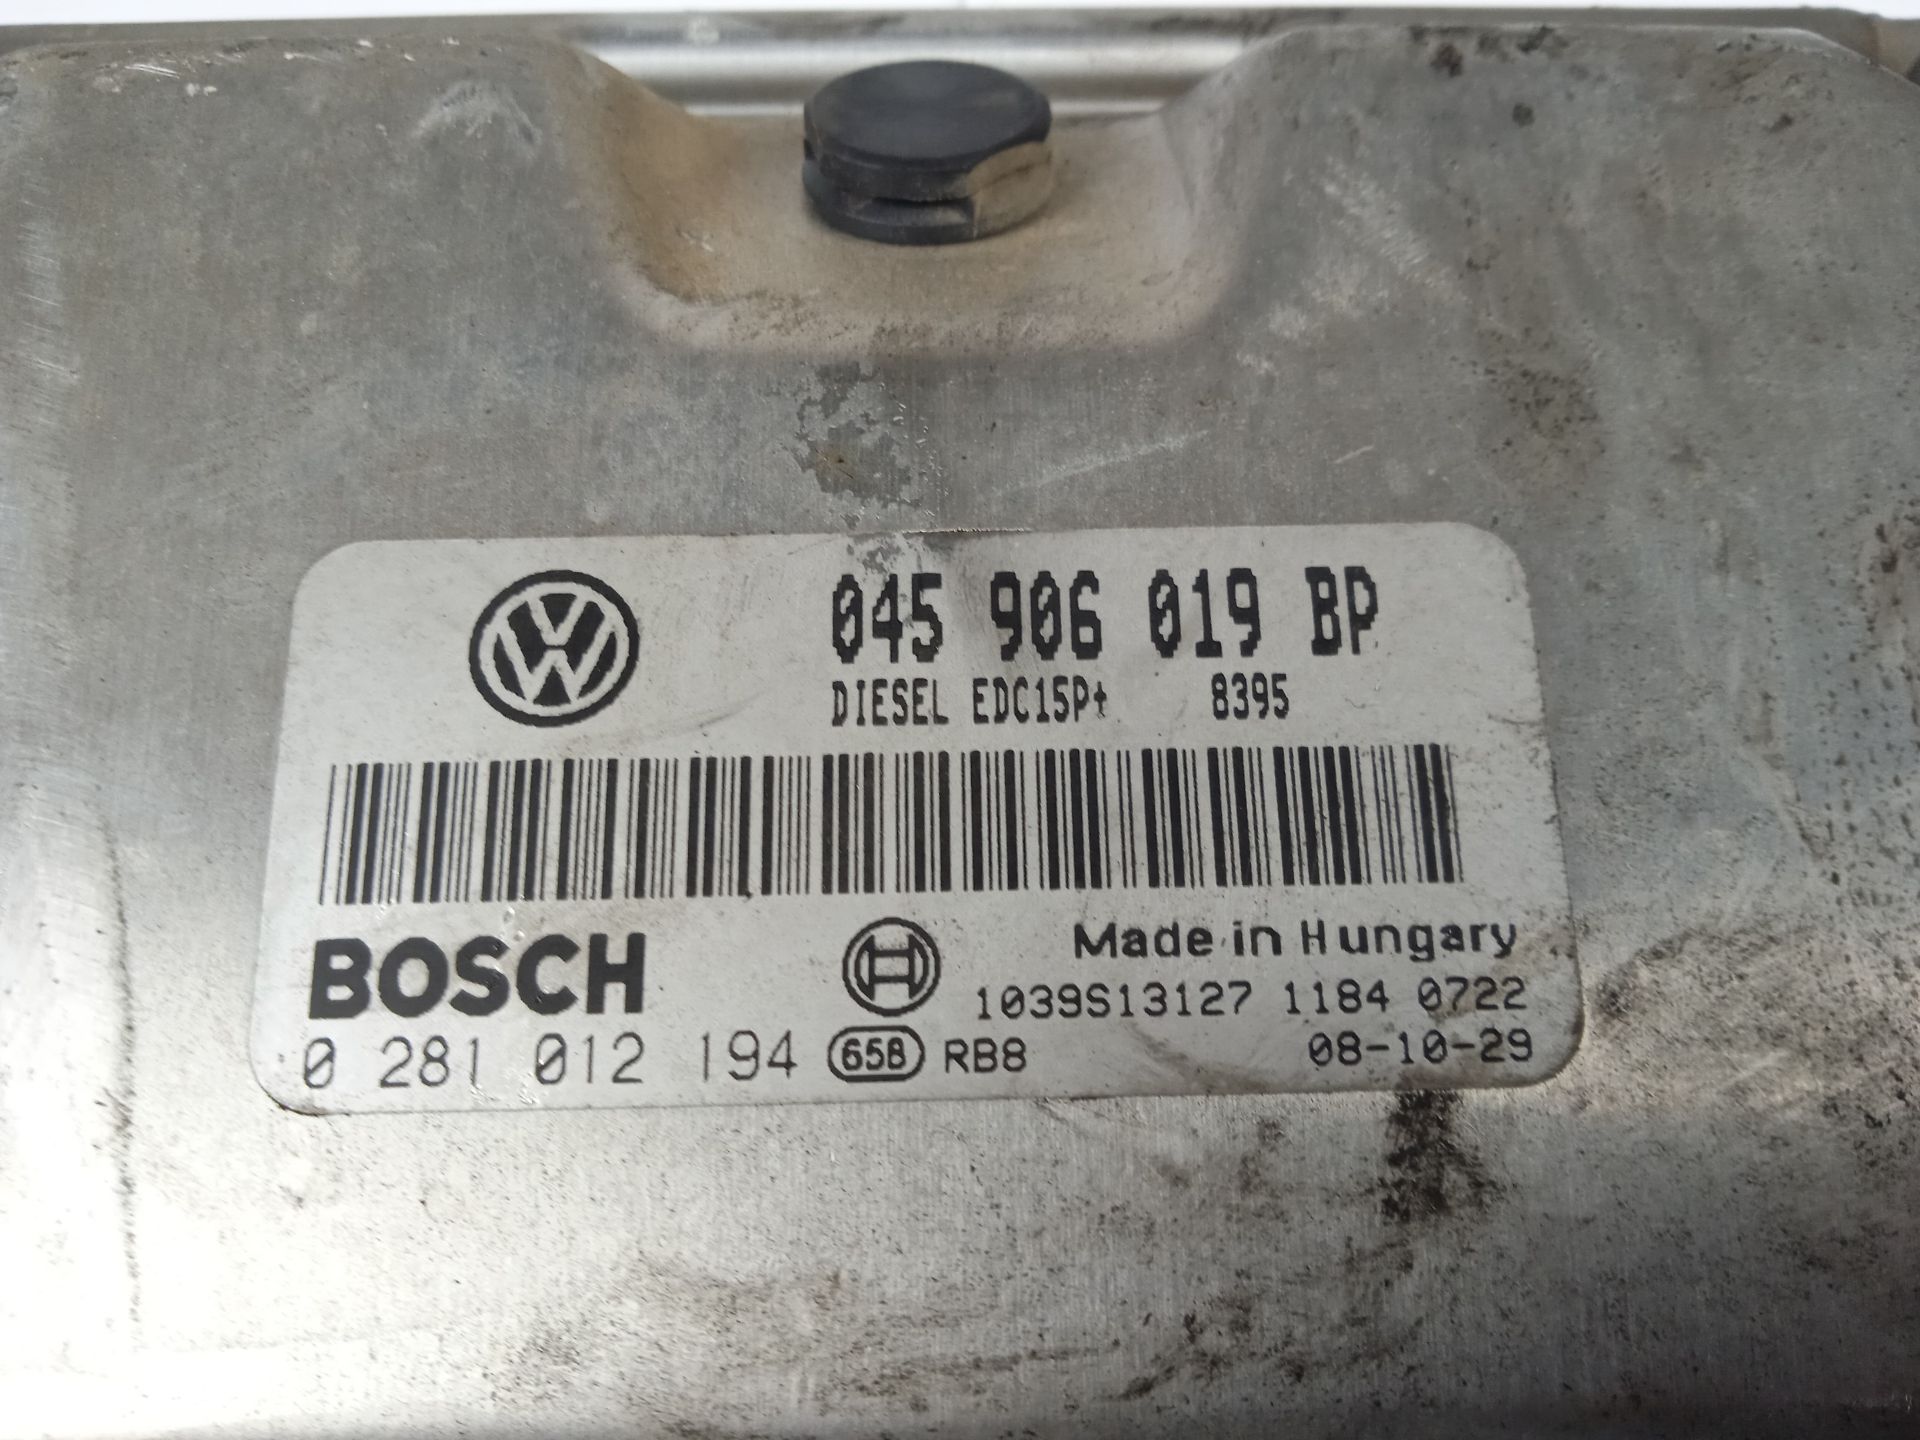 045 906 019 BP
DIESEL EDC15P+ 8395
BOSCH
Made in Hungary
1039S13127 1184 0722
0 281 012 194 658 RB8 08-10-29